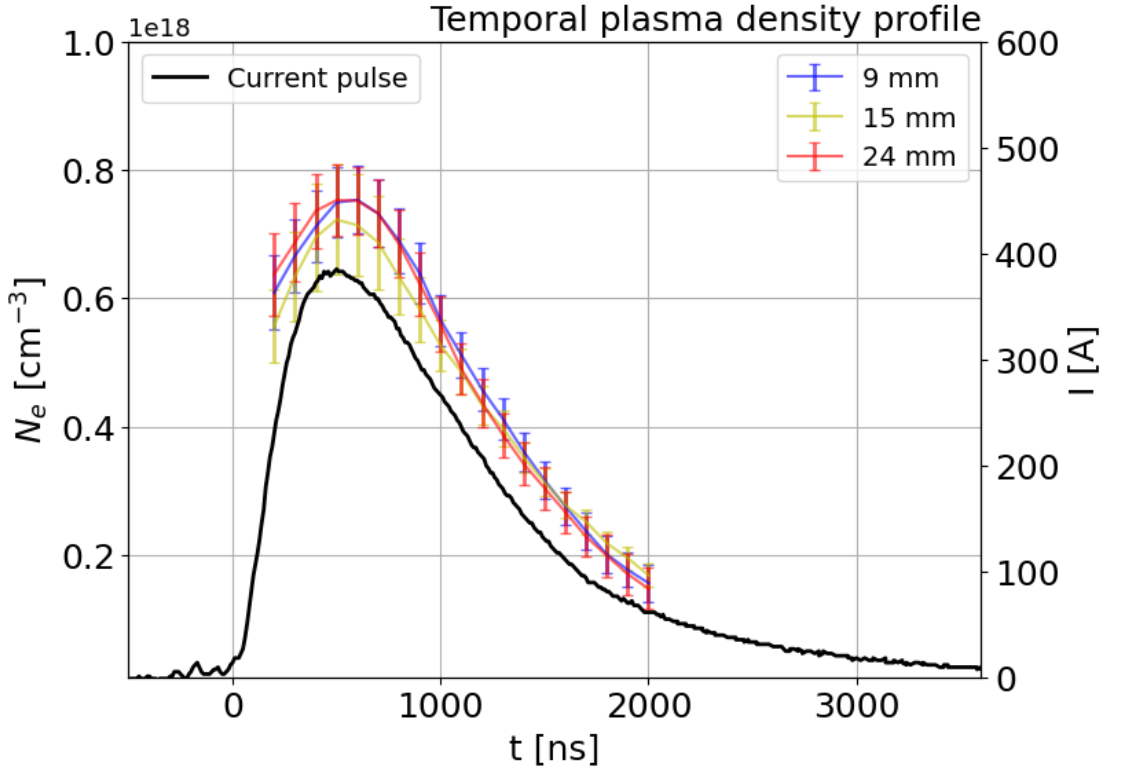 Temporal plasma density profile
1e18
1.0
0.8
0.6
0.4
0.2
N_e [cm^{-3}]
Current pulse
9 mm
15 mm
24 mm
600
500
400
300
200
100
0
I [A]
0 1000 2000 3000
t [ns]